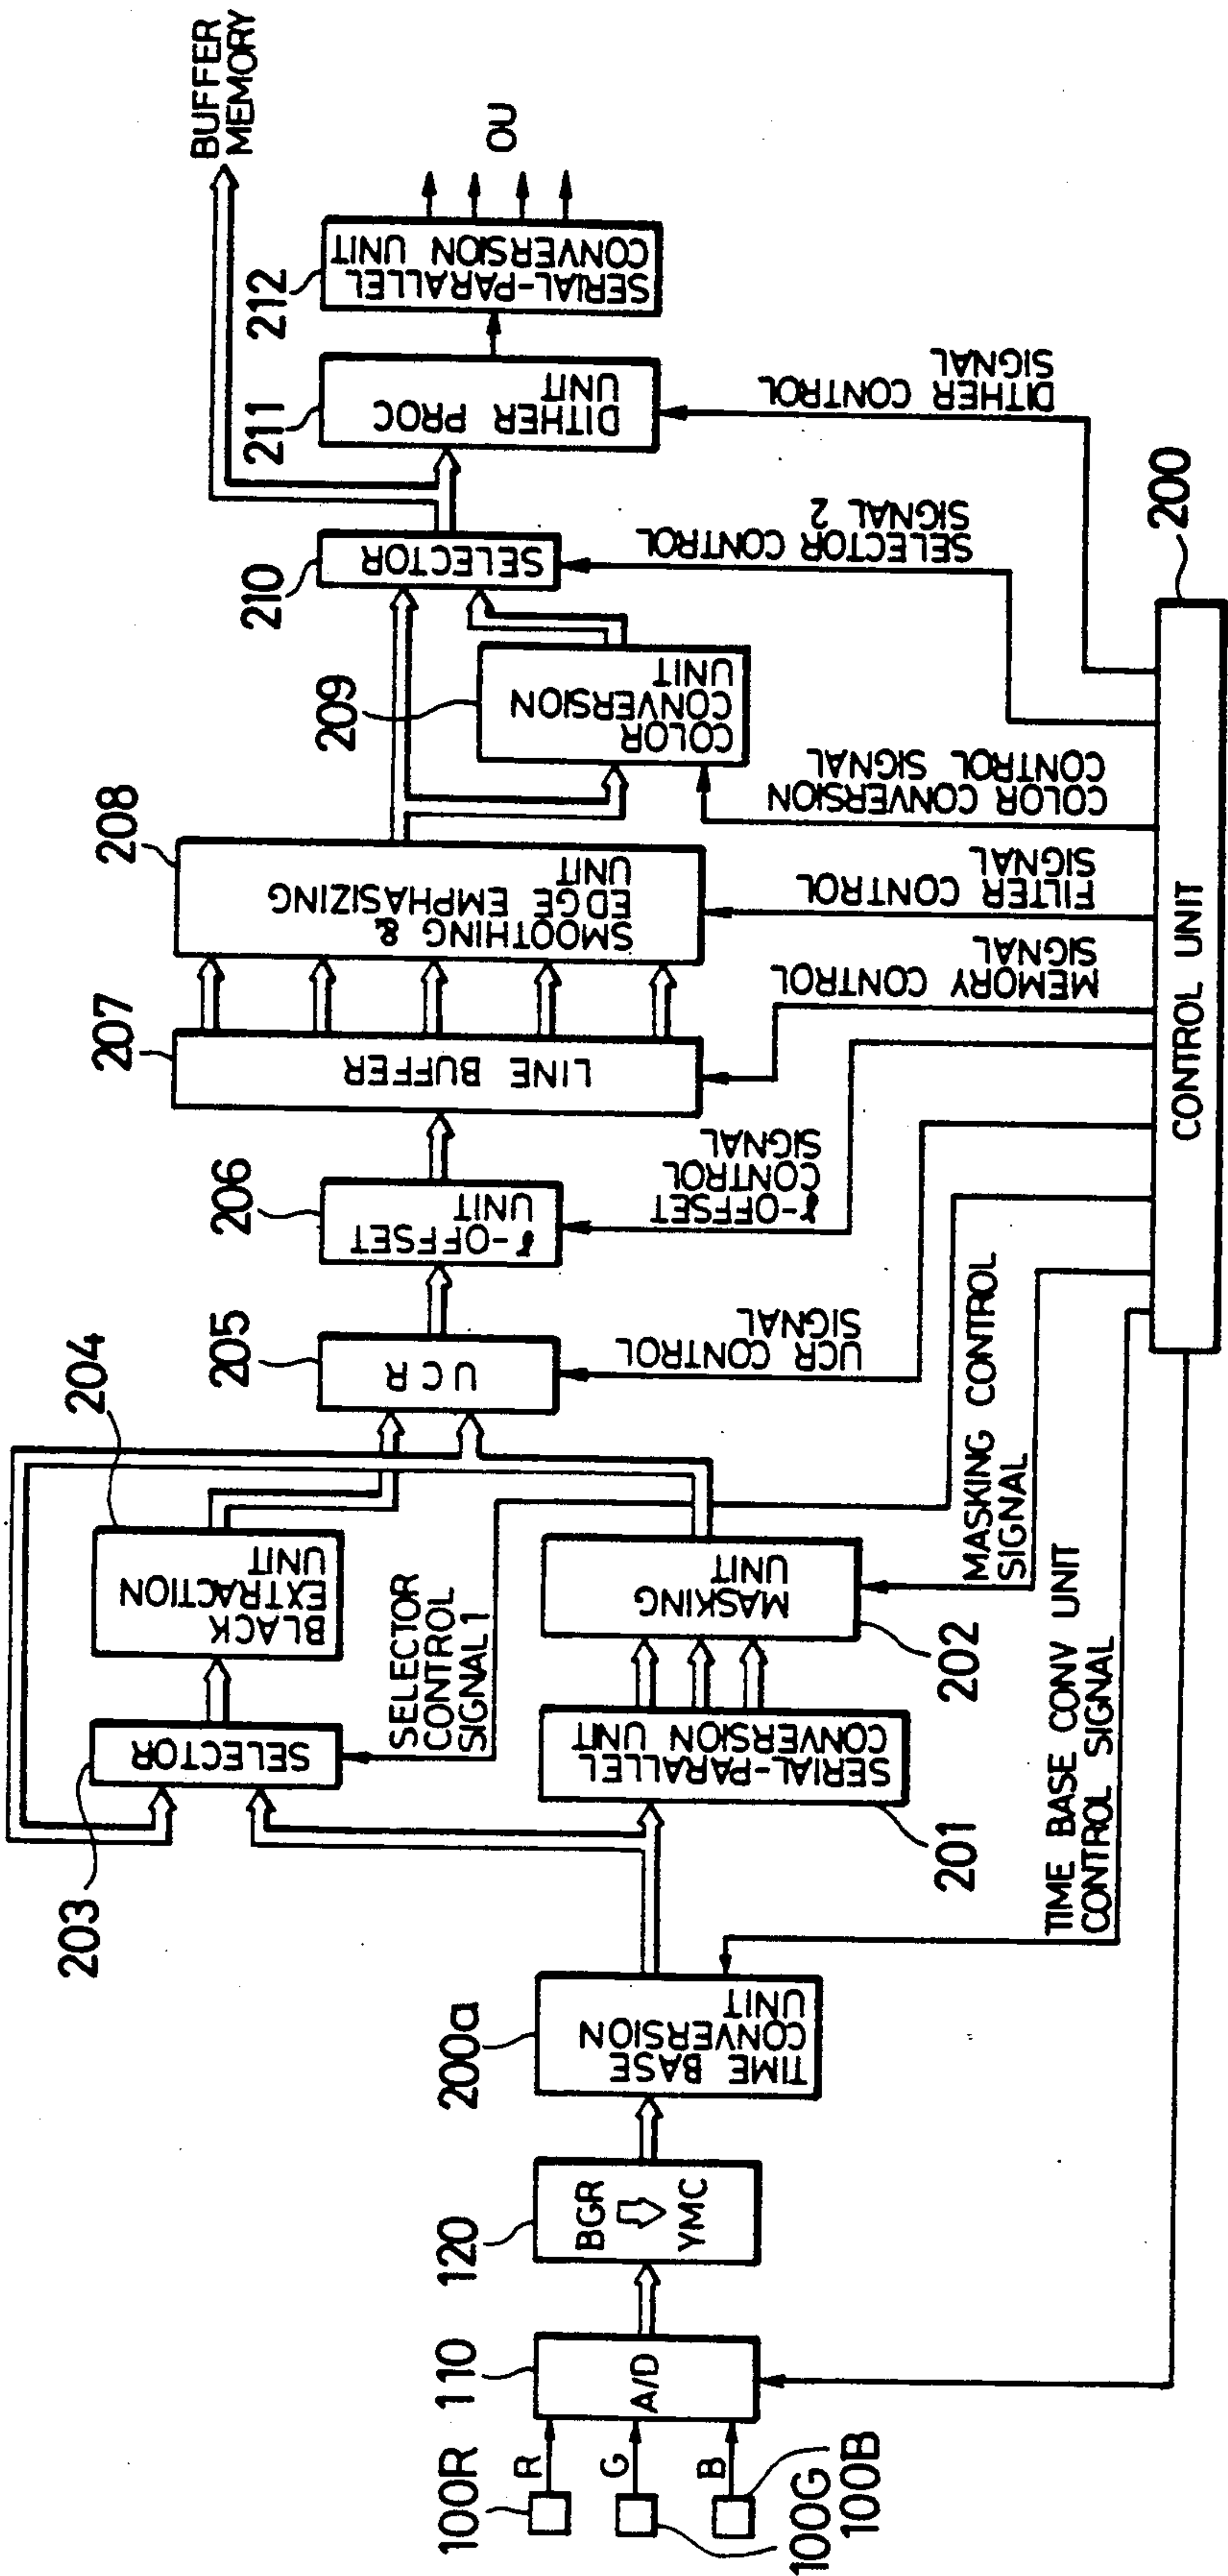 100R
100G
100B
R
G
B
110
A/D
120
BGR
YMC
200a
TIME BASE
CONVERSION
UNIT
203
SELECTOR
204
BLACK
EXTRACTION
UNIT
SELECTOR
CONTROL
SIGNAL 1
201
SERIAL-PARALLEL
CONVERSION UNIT
202
MASKING
UNIT
TIME BASE CONV UNIT
CONTROL SIGNAL
MASKING CONTROL
SIGNAL
205
UCR
UCR CONTROL
SIGNAL
206
γ-OFFSET
UNIT
γ-OFFSET
CONTROL
SIGNAL
207
LINE BUFFER
MEMORY CONTROL
SIGNAL
208
SMOOTHING &
EDGE EMPHASIZING
UNIT
FILTER CONTROL
SIGNAL
209
COLOR
CONVERSION
UNIT
COLOR CONVERSION
CONTROL SIGNAL
210
SELECTOR
SELECTOR CONTROL
SIGNAL 2
211
DITHER PROC
UNIT
DITHER CONTROL
SIGNAL
212
SERIAL-PARALLEL
CONVERSION UNIT
OU
BUFFER
MEMORY
200
CONTROL UNIT